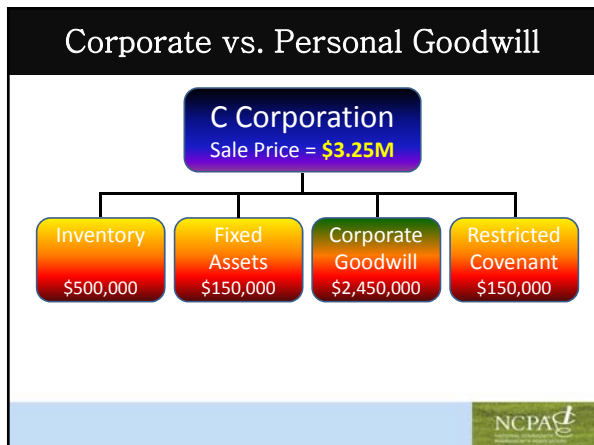 Corporate vs. Personal Goodwill
C Corporation
Sale Price = $3.25M
Inventory
$500,000
Fixed
Assets
$150,000
Corporate
Goodwill
$2,450,000
Restricted
Covenant
$150,000
NCPA